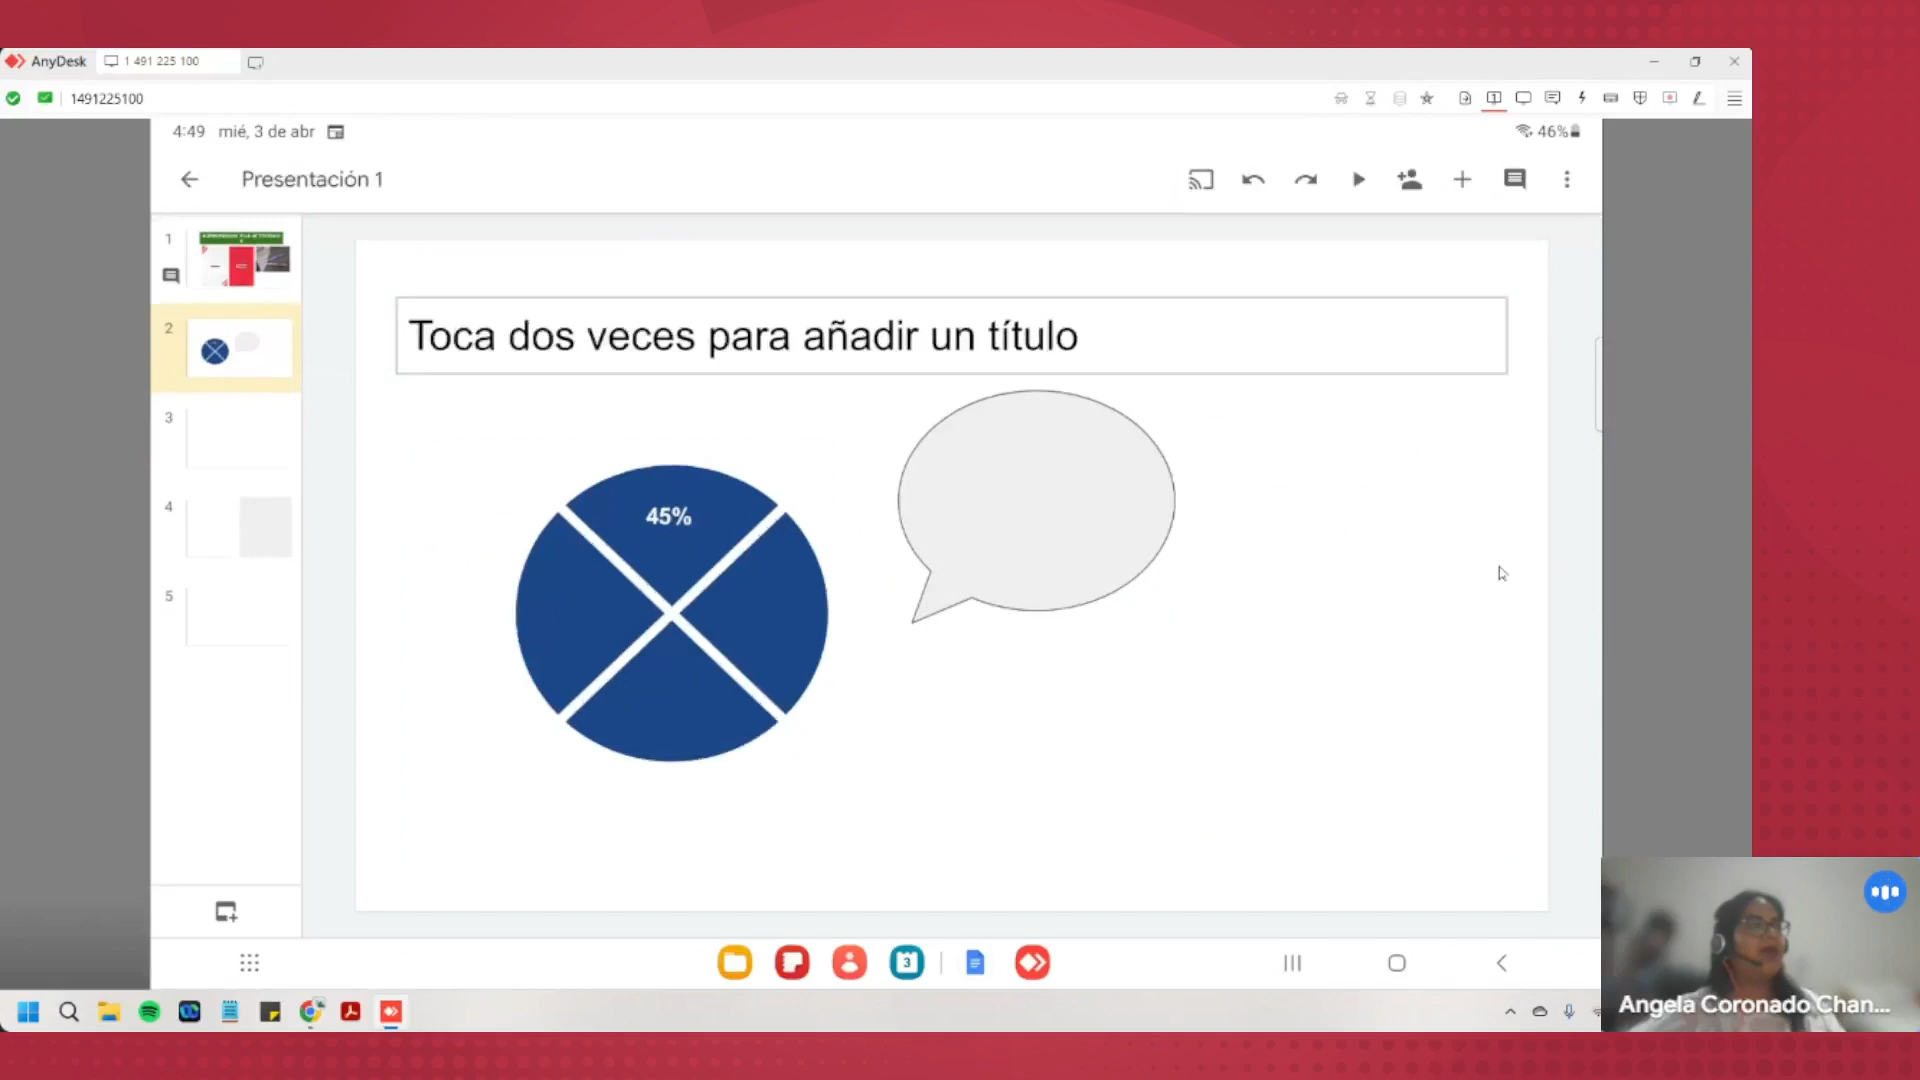 AnyDesk
1 491 225 100
1491225100
4:49 mié, 3 de abr
46%
Presentación 1
1
2
3
4
5
Toca dos veces para añadir un título
45%
3
Angela Coronado Chan...